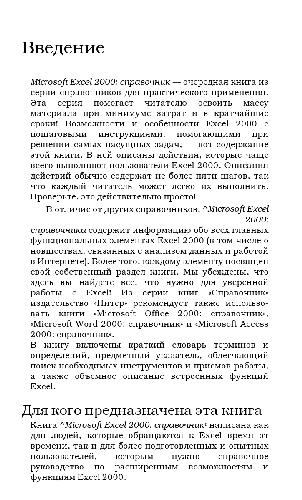 Введение
Microsoft Excel 2000: справочник — очередная книга из
серии справочников для практического применения.
Эта серия помогает читателю освоить массу
материала при минимуме затрат и в кратчайшие
сроки! Возможности и особенности Excel 2000 с
пошаговыми инструкциями, помогающими при
решении самых насущных задач, — вот содержание
этой книги. В ней описаны действия, которые чаще
всего выполняют пользователи Excel 2000. Описания
действий обычно содержат не более пяти шагов, так
что каждый читатель может легко их выполнить.
Проверьте, это действительно просто!
В отличие от других справочников, «Microsoft Excel
2000:
справочник» содержит информацию обо всех главных
функциональных элементах Excel 2000 (в том числе о
новшествах, связанных с анализом данных и работой
в Интернете). Более того, каждому элементу посвящен
свой собственный раздел книги. Мы убеждены, что
здесь вы найдете все, что нужно для уверенной
работы с Excel! Из серии книг «Справочник»
издательство «Питер» рекомендует также использо-
вать книги «Microsoft Office 2000: справочник»,
«Microsoft Word 2000: справочник» и «Microsoft Access
2000: справочник».
В книгу включены краткий словарь терминов и
определений, предметный указатель, облегчающий
поиск необходимых инструментов и приемов работы,
а также объемное описание встроенных функций
Excel.
Для кого предназначена эта книга
Книга «Microsoft Excel 2000: справочник» написана как
для людей, которые обращаются к Excel время от
времени, так и для более подготовленных и опытных
пользователей, которым нужно справочное
руководство по расширенным возможностям и
функциям Excel 2000.